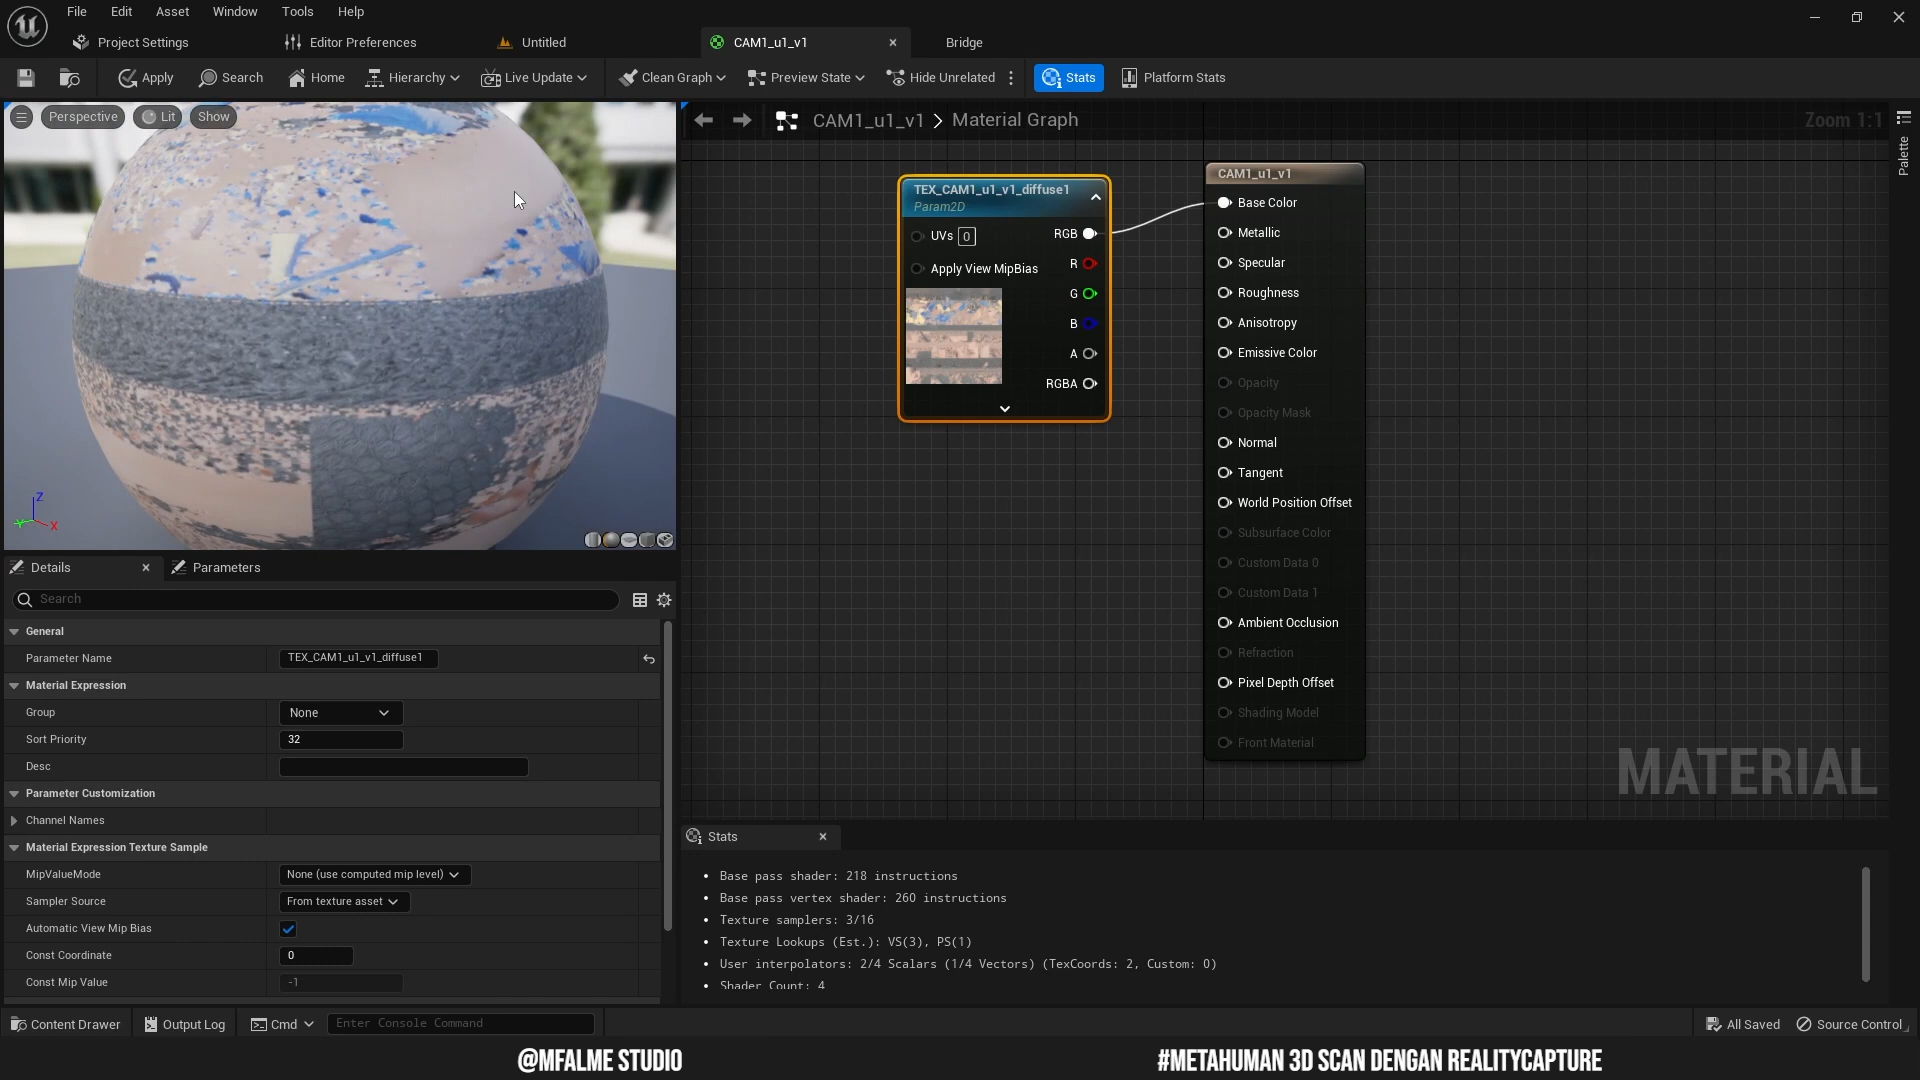 File Edit Asset Window Tools Help
Project Settings Editor Preferences Untitled CAM1_u1_v1 Bridge
Apply Search Home Hierarchy Live Update Clean Graph Preview State Hide Unrelated Stats Platform Stats
Perspective Lit Show
CAM1_u1_v1 > Material Graph
Zoom 1:1
Palette
TEX_CAM1_u1_v1_diffuse1
Param2D
UVs 0
RGB
R
Apply View MipBias
G
B
A
RGBA
CAM1_u1_v1
Base Color
Metallic
Specular
Roughness
Anisotropy
Emissive Color
Opacity
Opacity Mask
Normal
Tangent
World Position Offset
Subsurface Color
Custom Data 0
Custom Data 1
Ambient Occlusion
Refraction
Pixel Depth Offset
Shading Model
Front Material
MATERIAL
Z
Y
X
Details Parameters
Search
General
Parameter Name TEX_CAM1_u1_v1_diffuse1
Material Expression
Group None
Sort Priority 32
Desc
Parameter Customization
Channel Names
Material Expression Texture Sample
MipValueMode None (use computed mip level)
Sampler Source From texture asset
Automatic View Mip Bias
Const Coordinate 0
Const Mip Value -1
Stats
• Base pass shader: 218 instructions
• Base pass vertex shader: 260 instructions
• Texture samplers: 3/16
• Texture Lookups (Est.): VS(3), PS(1)
• User interpolators: 2/4 Scalars (1/4 Vectors) (TexCoords: 2, Custom: 0)
• Shader Count: 4
Content Drawer Output Log Cmd Enter Console Command All Saved Source Control
@MFALME STUDIO #METAHUMAN 3D SCAN DENGAN REALITYCAPTURE